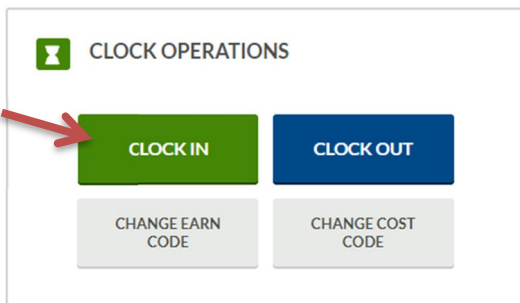 CLOCK OPERATIONS
CLOCK IN
CLOCK OUT
CHANGE EARN
CODE
CHANGE COST
CODE